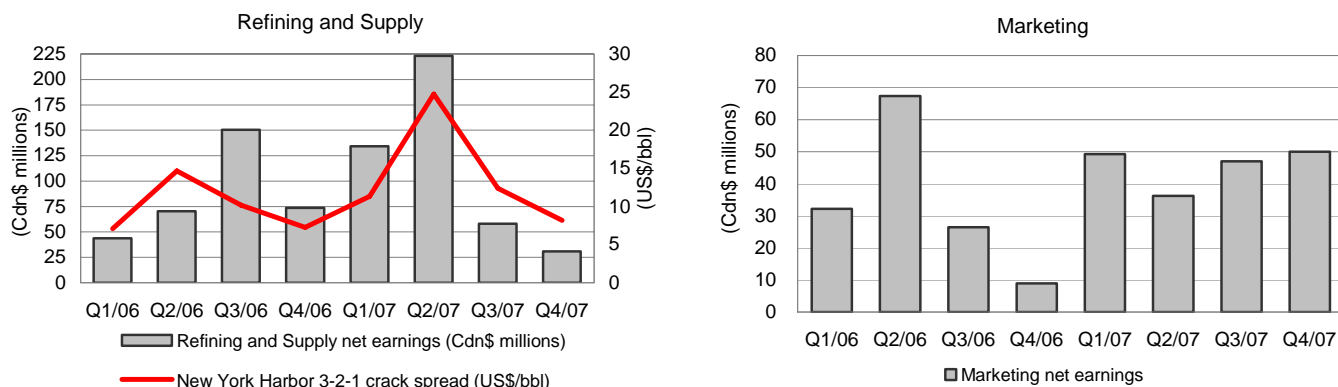 Refining and Supply
225
200
175
150
125
100
75
50
25
0
(Cdn$ millions)
30
25
20
15
10
5
0
(US$/bbl)
Q1/06 Q2/06 Q3/06 Q4/06 Q1/07 Q2/07 Q3/07 Q4/07
Refining and Supply net earnings (Cdn$ millions)
New York Harbor 3-2-1 crack spread (US$/bbl)
Marketing
80
70
60
50
40
30
20
10
0
(Cdn$ millions)
Q1/06 Q2/06 Q3/06 Q4/06 Q1/07 Q2/07 Q3/07 Q4/07
Marketing net earnings